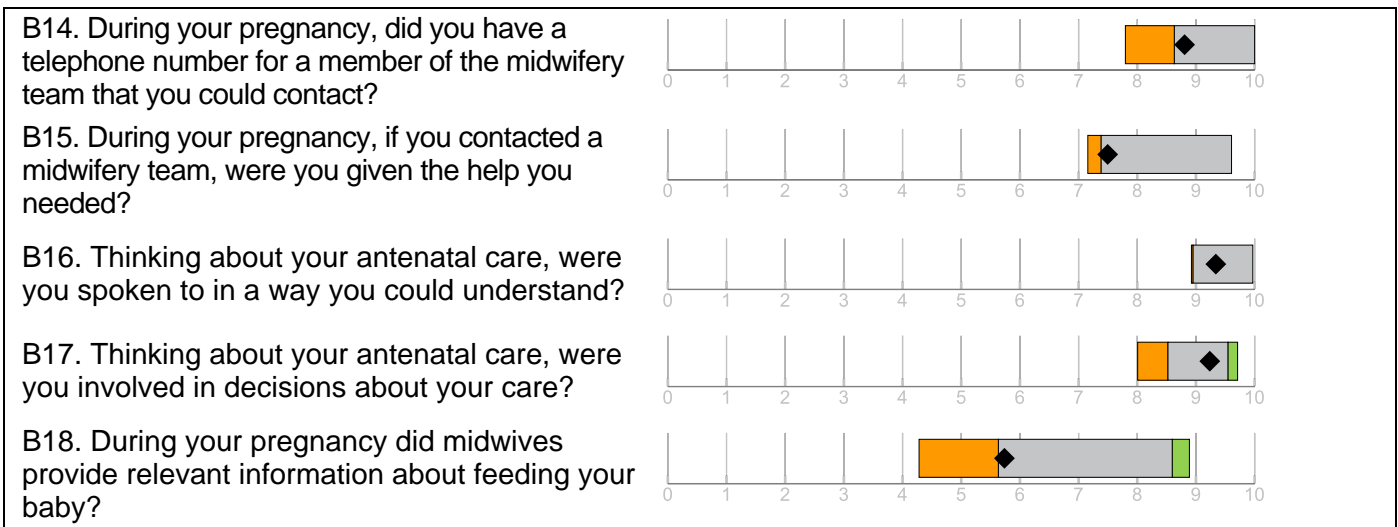 B14. During your pregnancy, did you have a
telephone number for a member of the midwifery
team that you could contact?
0 1 2 3 4 5 6 7 8 9 10
B15. During your pregnancy, if you contacted a
midwifery team, were you given the help you
needed?
0 1 2 3 4 5 6 7 8 9 10
B16. Thinking about your antenatal care, were
you spoken to in a way you could understand?
0 1 2 3 4 5 6 7 8 9 10
B17. Thinking about your antenatal care, were
you involved in decisions about your care?
0 1 2 3 4 5 6 7 8 9 10
B18. During your pregnancy did midwives
provide relevant information about feeding your
baby?
0 1 2 3 4 5 6 7 8 9 10